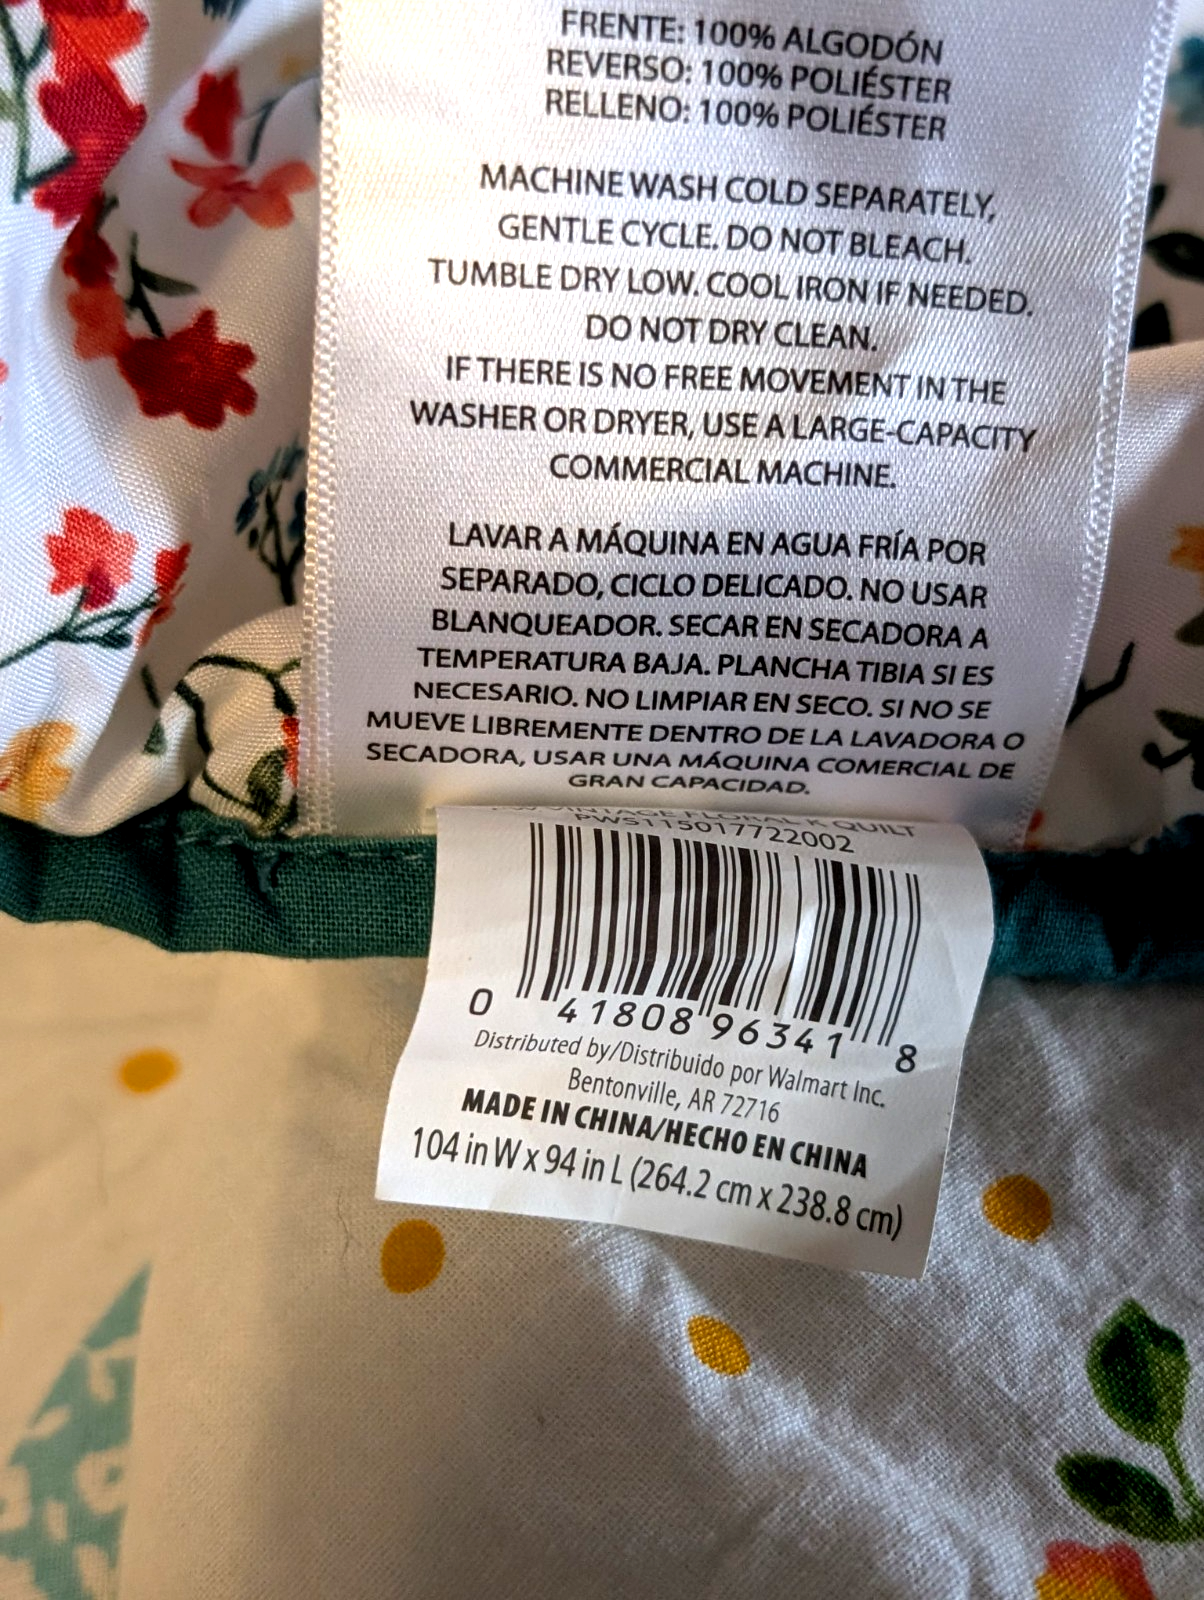 FRENTE: 100% ALGODÓN
REVERSO: 100% POLIÉSTER
RELLENO: 100% POLIÉSTER
MACHINE WASH COLD SEPARATELY,
GENTLE CYCLE. DO NOT BLEACH.
TUMBLE DRY LOW. COOL IRON IF NEEDED.
DO NOT DRY CLEAN.
IF THERE IS NO FREE MOVEMENT IN THE
WASHER OR DRYER, USE A LARGE-CAPACITY
COMMERCIAL MACHINE.
LAVAR A MÁQUINA EN AGUA FRÍA POR
SEPARADO, CICLO DELICADO. NO USAR
BLANQUEADOR. SECAR EN SECADORA A
TEMPERATURA BAJA. PLANCHA TIBIA SI ES
NECESARIO. NO LIMPIAR EN SECO. SI NO SE
MUEVE LIBREMENTE DENTRO DE LA LAVADORA O
SECADORA, USAR UNA MÁQUINA COMERCIAL DE
GRAN CAPACIDAD.
VINTAGE FLORAL K QUILT
PWS115017722002
0 41808 96341 8
Distributed by/Distribuido por Walmart Inc.
Bentonville, AR 72716
MADE IN CHINA/HECHO EN CHINA
104 in W x 94 in L (264.2 cm x 238.8 cm)